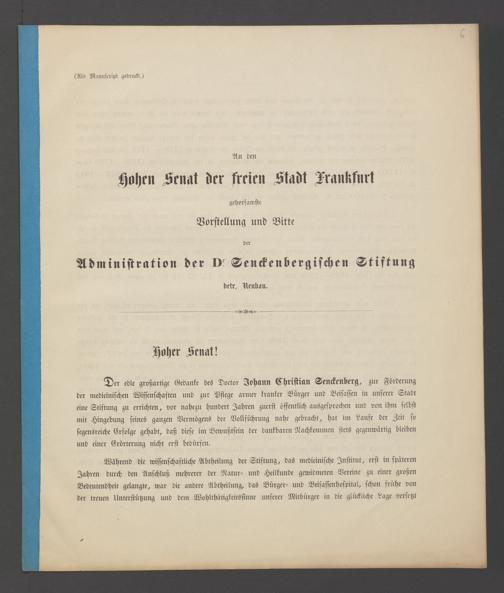 6
(Als Manuscript gedruckt.)
An den
Hohen Senat der freien Stadt Frankfurt
gehorsamste
Vorstellung und Bitte
der
Administration der Dr Senckenbergischen Stiftung
betr. Neubau.
Hoher Senat!
Der edle großartige Gedanke des Doctor Johann Christian Senckenberg, zur Förderung
der medicinischen Wissenschaften und zur Pflege armer kranker Bürger und Beisassen in unserer Stadt
eine Stiftung zu errichten, vor nahezu hundert Jahren zuerst öffentlich ausgesprochen und von ihm selbst
mit Hingebung seines ganzen Vermögens der Vollführung nahe gebracht, hat im Laufe der Zeit so
segensreiche Erfolge gehabt, daß diese im Bewußtsein der dankbaren Nachkommen stets gegenwärtig bleiben
und einer Erörterung nicht erst bedürfen.
Während die wissenschaftliche Abtheilung der Stiftung, das medicinische Institut, erst in späteren
Jahren durch den Anschluß mehrerer der Natur- und Heilkunde gewidmeten Vereine zu einer großen
Bedeutendheit gelangte, war die andere Abtheilung, das Bürger- und Beisassenhospital, schon frühe von
der treuen Unterstützung und dem Wohlthätigkeitssinne unserer Mitbürger in die glückliche Lage versetzt